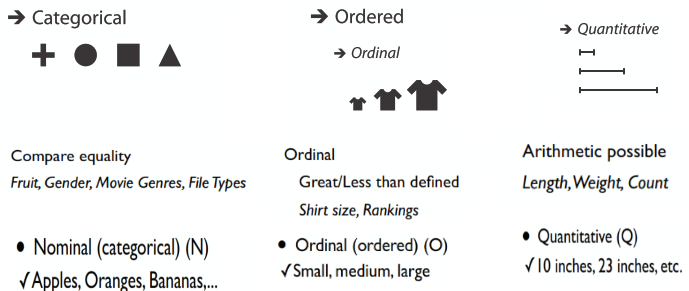 ➔ Categorical
Compare equality
Fruit, Gender, Movie Genres, File Types
• Nominal (categorical) (N)
✓Apples, Oranges, Bananas,...
➔ Ordered
➔ Ordinal
Ordinal
Great/Less than defined
Shirt size, Rankings
• Ordinal (ordered) (O)
✓Small, medium, large
➔ Quantitative
Arithmetic possible
Length, Weight, Count
• Quantitative (Q)
✓10 inches, 23 inches, etc.